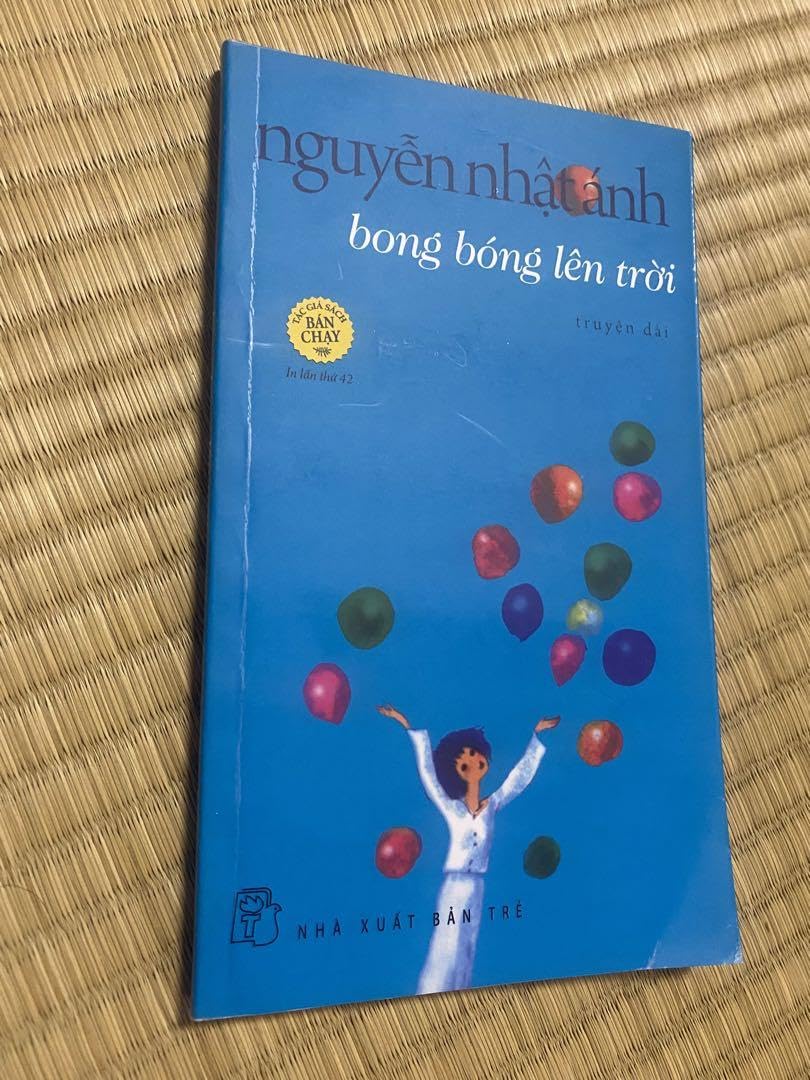 nguyễn nhật ánh
bong bóng lên trời
truyện dài
TÁC GIẢ SÁCH
BÁN
CHẠY
In lần thứ 42
T
NHÀ XUẤT BẢN TRẺ